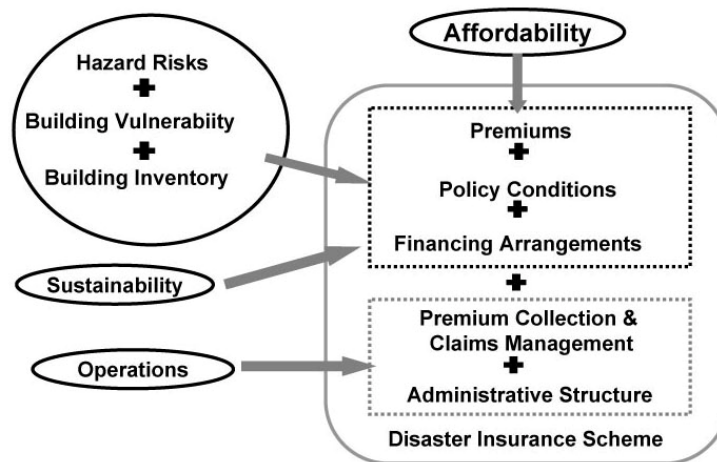 Affordability
Hazard Risks
Building Vulnerabiity
Building Inventory
Premiums
Policy Conditions
Financing Arrangements
Sustainability
Premium Collection &
Claims Management
Operations
Administrative Structure
Disaster Insurance Scheme